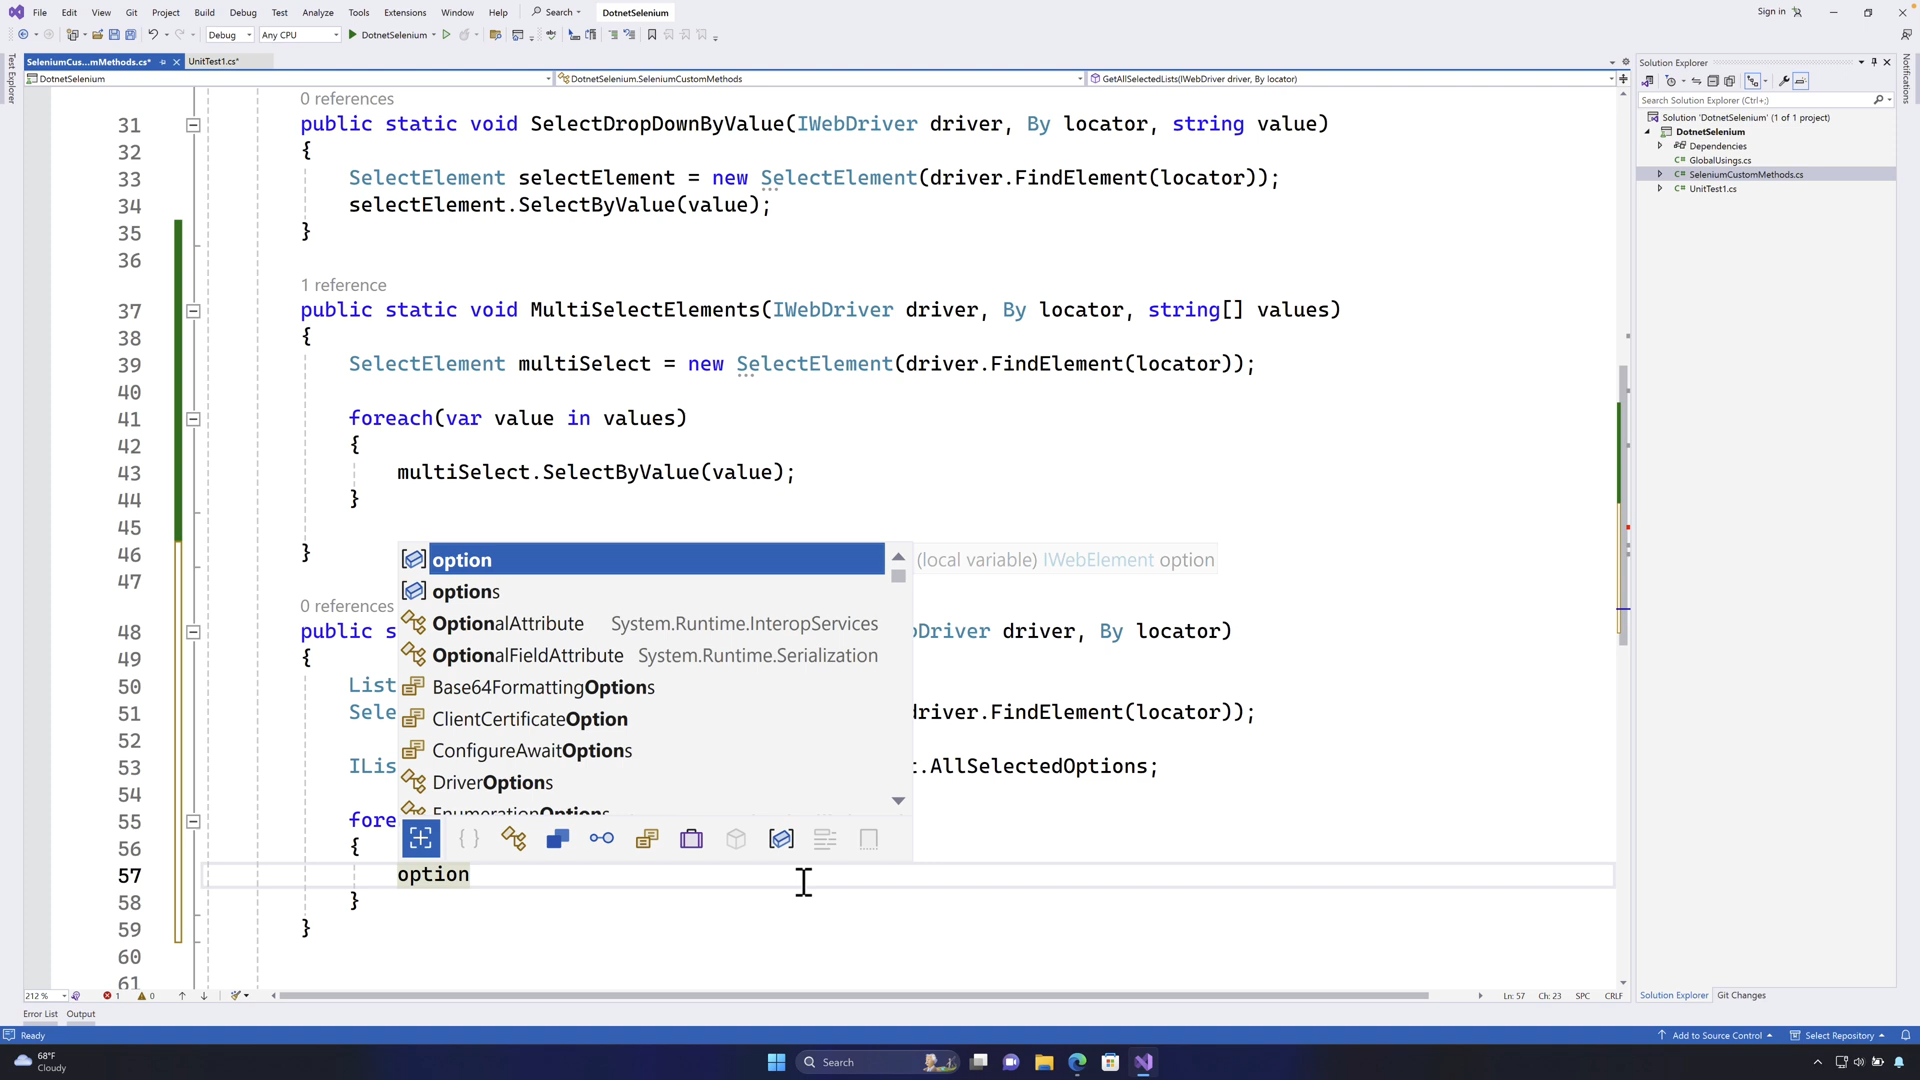 File Edit View Git Project Build Debug Test Analyze Tools Extensions Window Help Search DotnetSelenium Sign in
Debug Any CPU DotnetSelenium
SeleniumCus...mMethods.cs* UnitTest1.cs*
DotnetSelenium DotnetSelenium.SeleniumCustomMethods GetAllSelectedLists(IWebDriver driver, By locator)
Test Explorer
Notifications
0 references
31 public static void SelectDropDownByValue(IWebDriver driver, By locator, string value)
32 {
33 SelectElement selectElement = new SelectElement(driver.FindElement(locator));
34 selectElement.SelectByValue(value);
35 }
36
1 reference
37 public static void MultiSelectElements(IWebDriver driver, By locator, string[] values)
38 {
39 SelectElement multiSelect = new SelectElement(driver.FindElement(locator));
40
41 foreach(var value in values)
42 {
43 multiSelect.SelectByValue(value);
44 }
45
46 }
47
0 references
48 public s bDriver driver, By locator)
49 {
50 List
51 Sele driver.FindElement(locator));
52
53 ILis t.AllSelectedOptions;
54
55 fore
56 {
57 option
58 }
59 }
60
61
option (local variable) IWebElement option
options
OptionalAttribute System.Runtime.InteropServices
OptionalFieldAttribute System.Runtime.Serialization
Base64FormattingOptions
ClientCertificateOption
ConfigureAwaitOptions
DriverOptions
EnumerationOptions
Solution Explorer
Search Solution Explorer (Ctrl+;)
Solution 'DotnetSelenium' (1 of 1 project)
DotnetSelenium
Dependencies
GlobalUsings.cs
SeleniumCustomMethods.cs
UnitTest1.cs
212 % 1 0 Ln: 57 Ch: 23 SPC CRLF
Solution Explorer Git Changes
Error List Output
Ready Add to Source Control Select Repository
68°F
Cloudy
Search